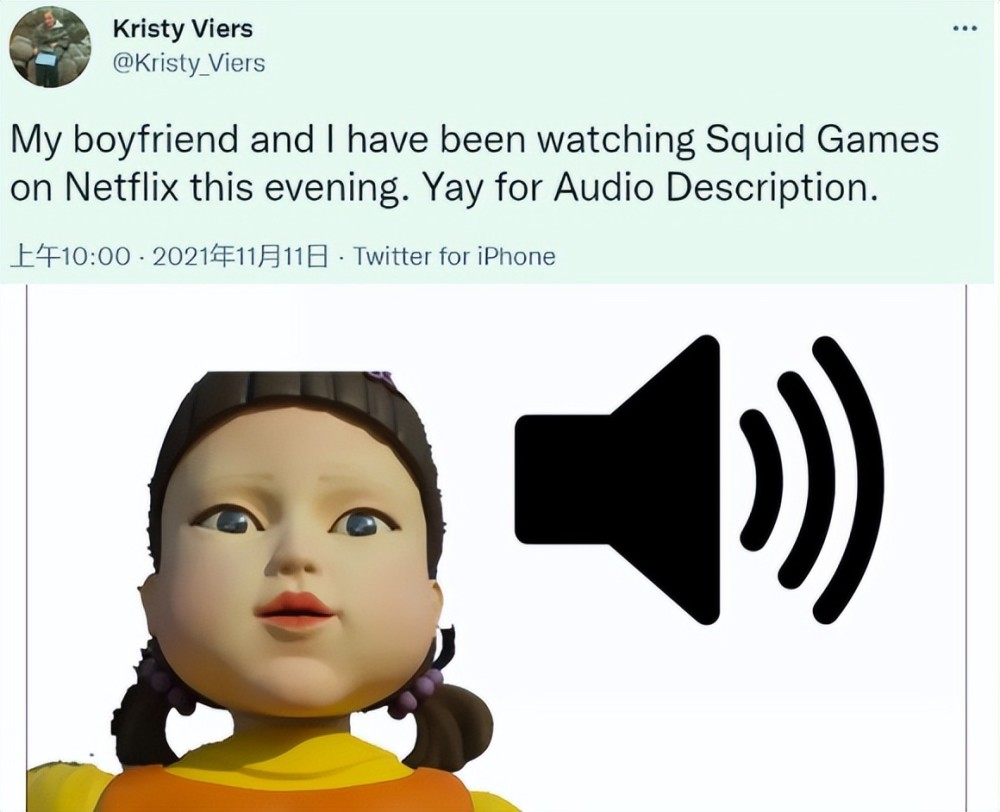 Kristy Viers
@Kristy_Viers
My boyfriend and I have been watching Squid Games
on Netflix this evening. Yay for Audio Description.
上午10:00 · 2021年11月11日 · Twitter for iPhone